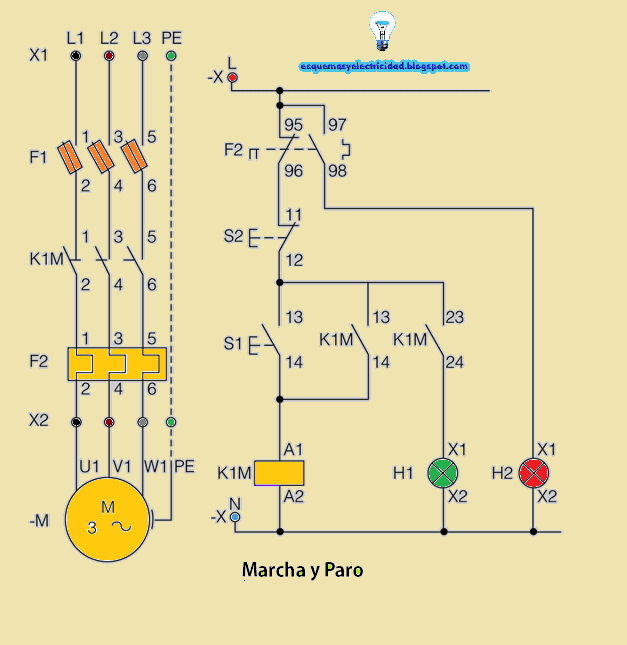 esquemasyelectricidad.blogspot.com
L1 L2 L3 PE
X1
L
-X
1 3 5
F1
2 4 6
95 97
F2
96 98
1 3 5
K1M
2 4 6
11
S2
12
1 3 5
F2
2 4 6
13 13 23
S1 K1M K1M
14 14 24
X2
U1 V1 W1 PE
A1 X1 X1
K1M H1 H2
A2 X2 X2
M
3
-M
N
-X
Marcha y Paro